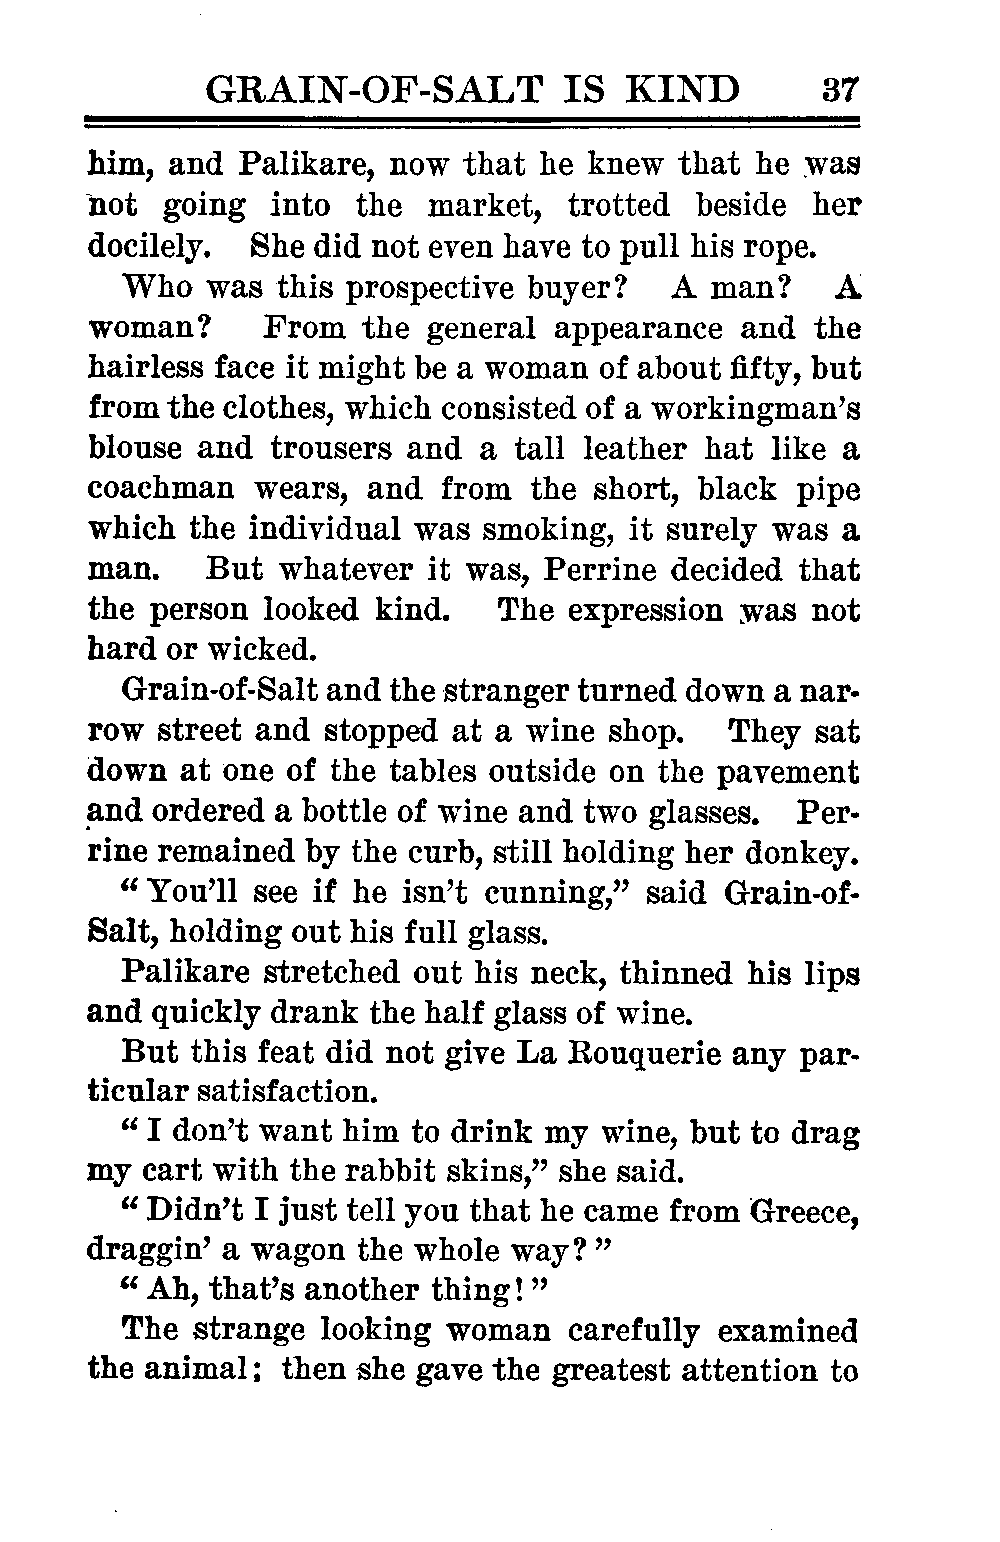 GRAIN-OF-SALT IS KIND 37
him, and Palikare, now that he knew that he was
not going into the market, trotted beside her
docilely. She did not even have to pull his rope.
Who was this prospective buyer? A man? A
woman? From the general appearance and the
hairless face it might be a woman of about fifty, but
from the clothes, which consisted of a workingman's
blouse and trousers and a tall leather hat like a
coachman wears, and from the short, black pipe
which the individual was smoking, it surely was a
man. But whatever it was, Perrine decided that
the person looked kind. The expression was not
hard or wicked.
Grain-of-Salt and the stranger turned down a nar-
row street and stopped at a wine shop. They sat
down at one of the tables outside on the pavement
and ordered a bottle of wine and two glasses. Per-
rine remained by the curb, still holding her donkey.
“ You'll see if he isn't cunning,” said Grain-of-
Salt, holding out his full glass.
Palikare stretched out his neck, thinned his lips
and quickly drank the half glass of wine.
But this feat did not give La Rouquerie any par-
ticular satisfaction.
“ I don't want him to drink my wine, but to drag
my cart with the rabbit skins,” she said.
“ Didn't I just tell you that he came from Greece,
draggin' a wagon the whole way? ”
“ Ah, that's another thing! ”
The strange looking woman carefully examined
the animal; then she gave the greatest attention to